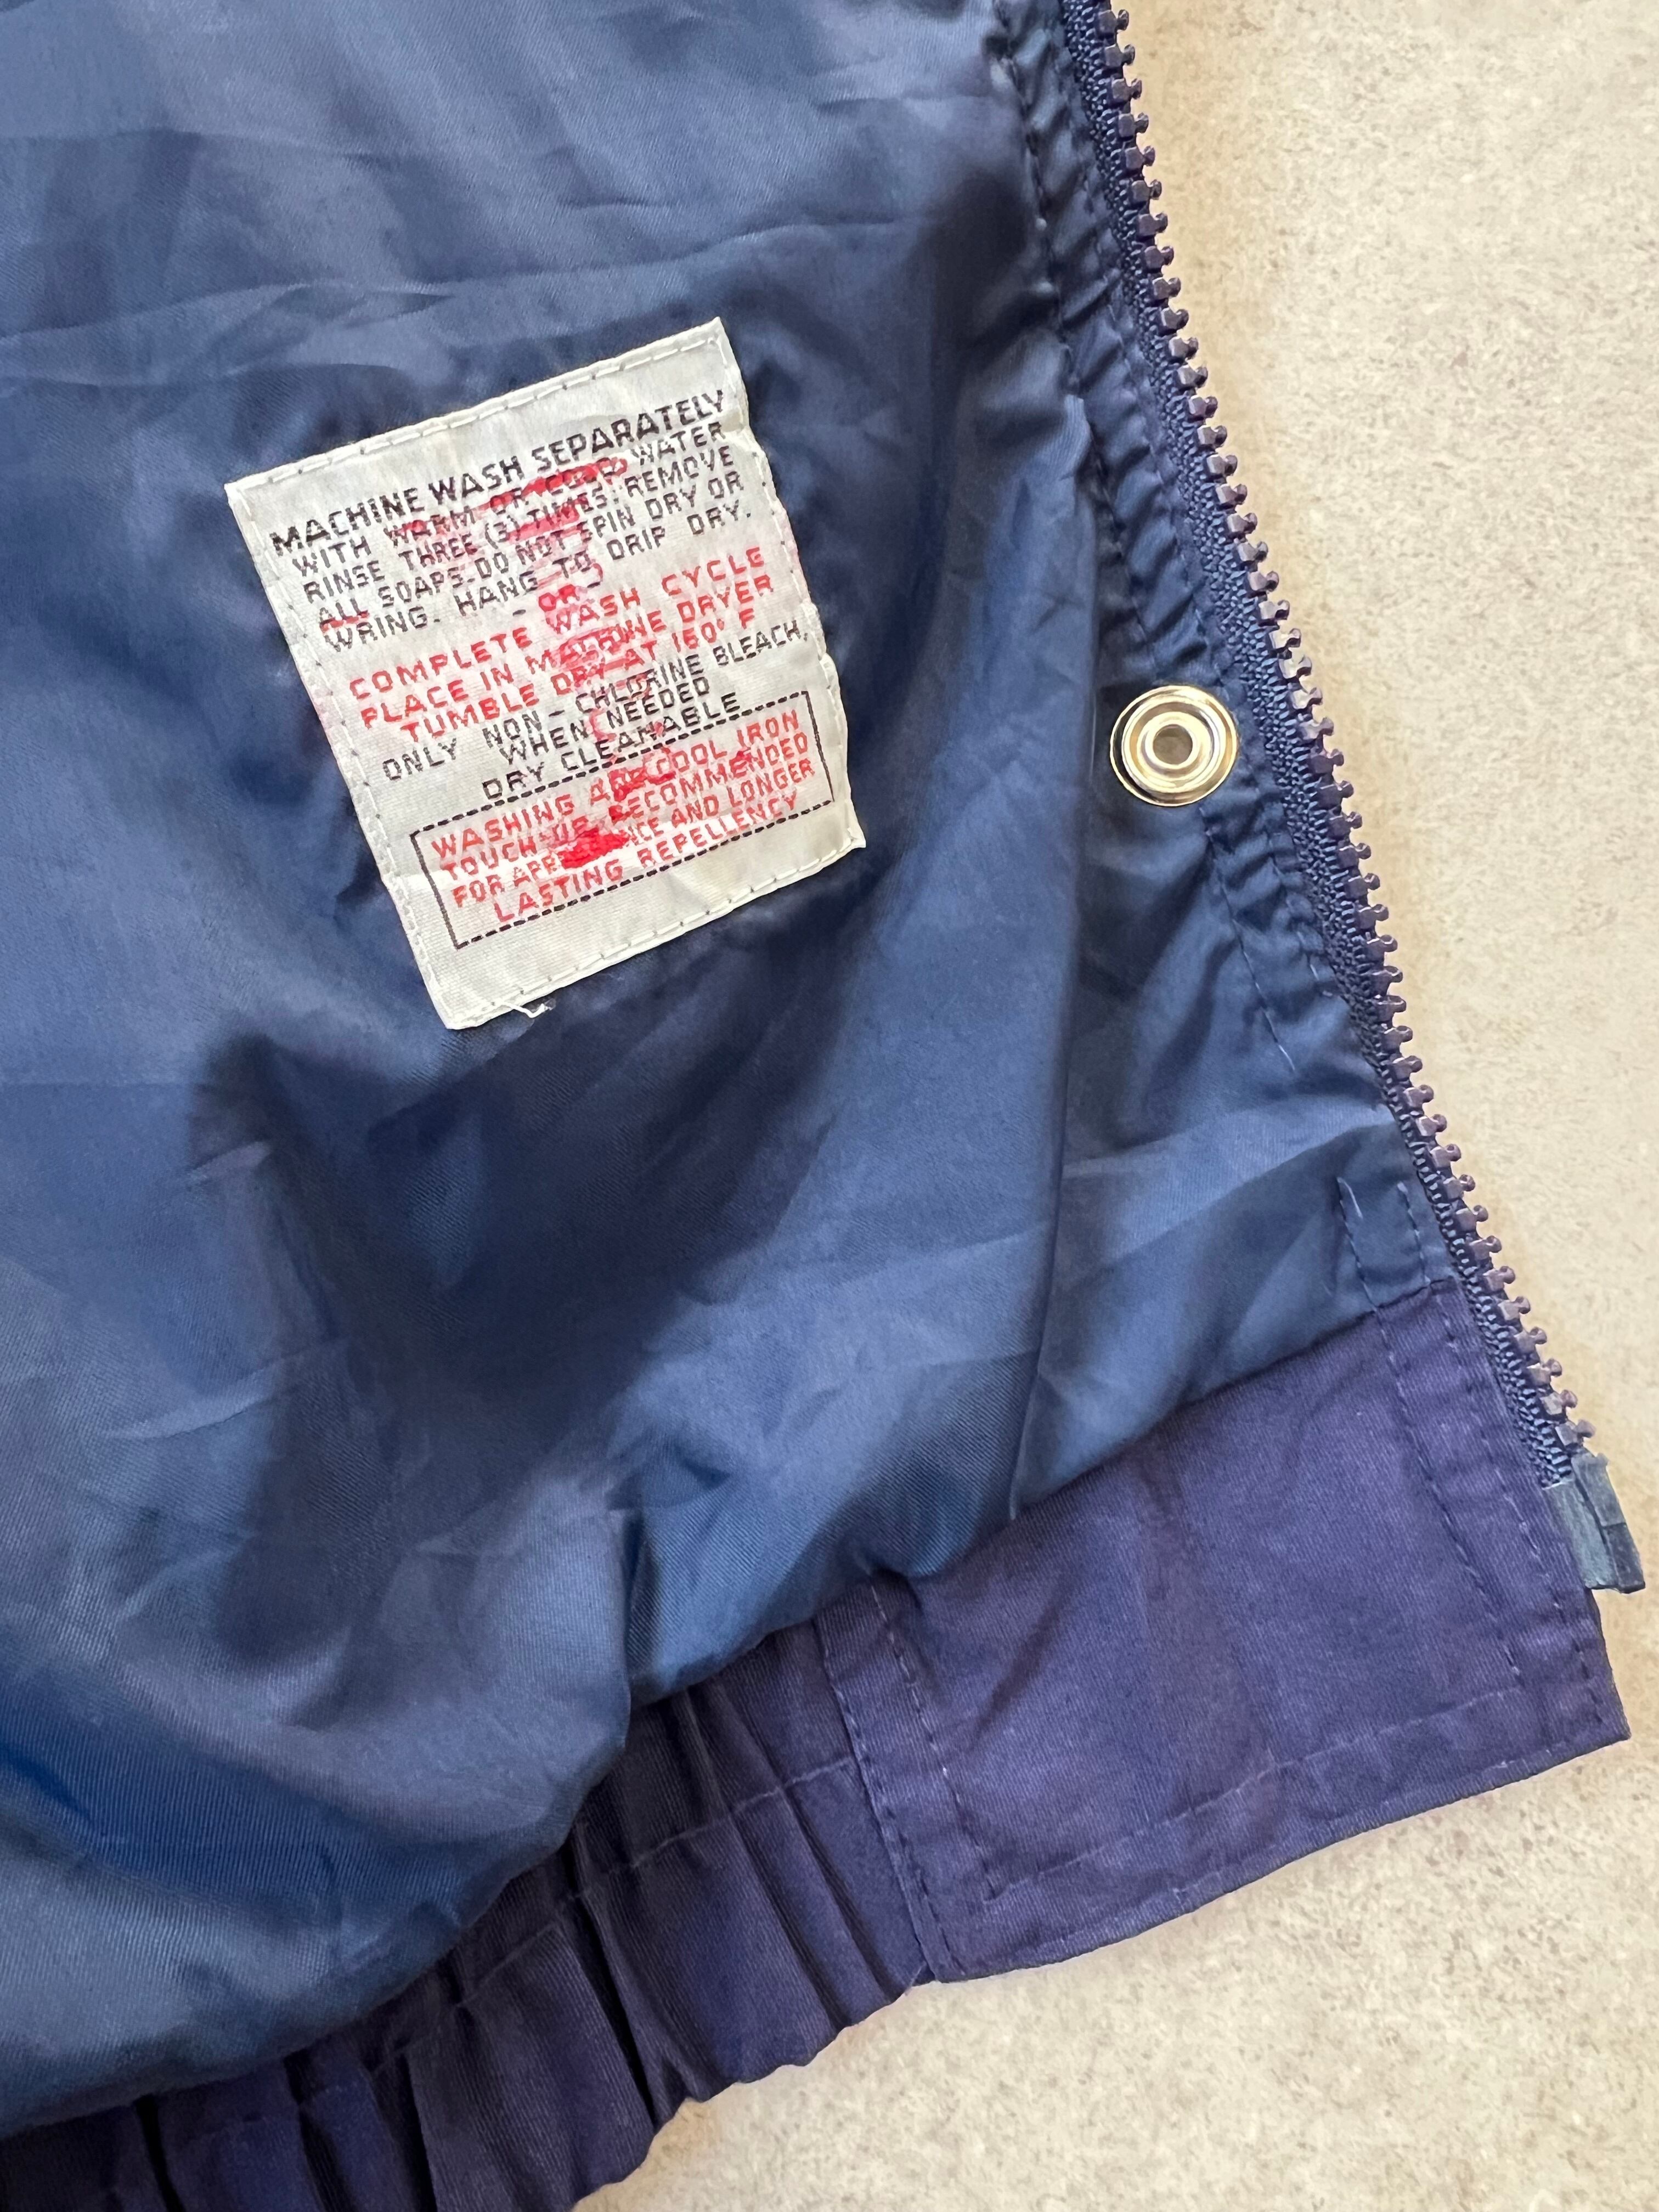 MACHINE WASH SEPARATELY
WITH WARM OR COLD WATER
RINSE THREE (3) TIMES. REMOVE
ALL SOAPS. DO NOT SPIN DRY OR
WRING. HANG TO DRIP DRY.
- OR -
COMPLETE WASH CYCLE
PLACE IN MACHINE DRYER
TUMBLE DRY AT 160° F
ONLY NON-CHLORINE BLEACH,
WHEN NEEDED
DRY CLEANABLE
WASHING AND COOL IRON
TOUCH-UP RECOMMENDED
FOR APPEARANCE AND LONGER
LASTING REPELLENCY